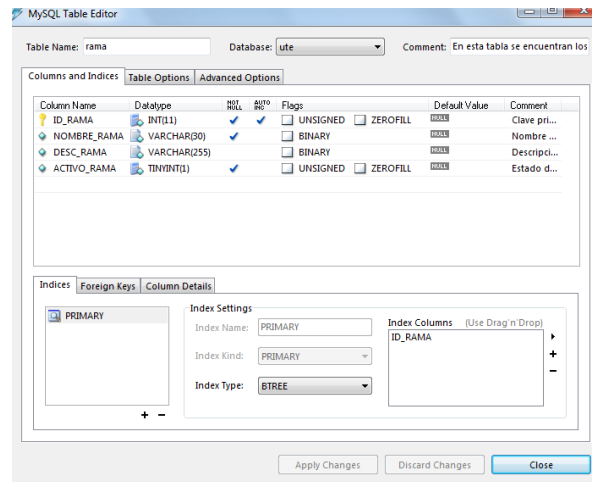 MySQL Table Editor
Table Name: rama Database: ute Comment: En esta tabla se encuentran los
Columns and Indices Table Options Advanced Options
Column Name Datatype NOT NULL AUTO INC Flags Default Value Comment
ID_RAMA INT(11) UNSIGNED ZEROFILL NULL Clave pri...
NOMBRE_RAMA VARCHAR(30) BINARY NULL Nombre ...
DESC_RAMA VARCHAR(255) BINARY NULL Descripci...
ACTIVO_RAMA TINYINT(1) UNSIGNED ZEROFILL NULL Estado d...
Indices Foreign Keys Column Details
PRIMARY
Index Settings
Index Name: PRIMARY
Index Kind: PRIMARY
Index Type: BTREE
Index Columns (Use Drag'n'Drop)
ID_RAMA
Apply Changes Discard Changes Close